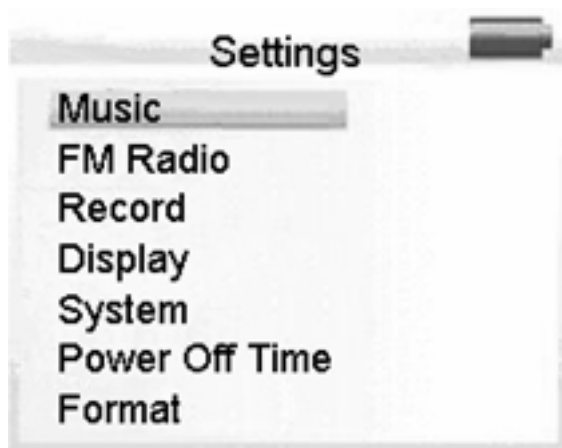 Settings
Music
FM Radio
Record
Display
System
Power Off Time
Format